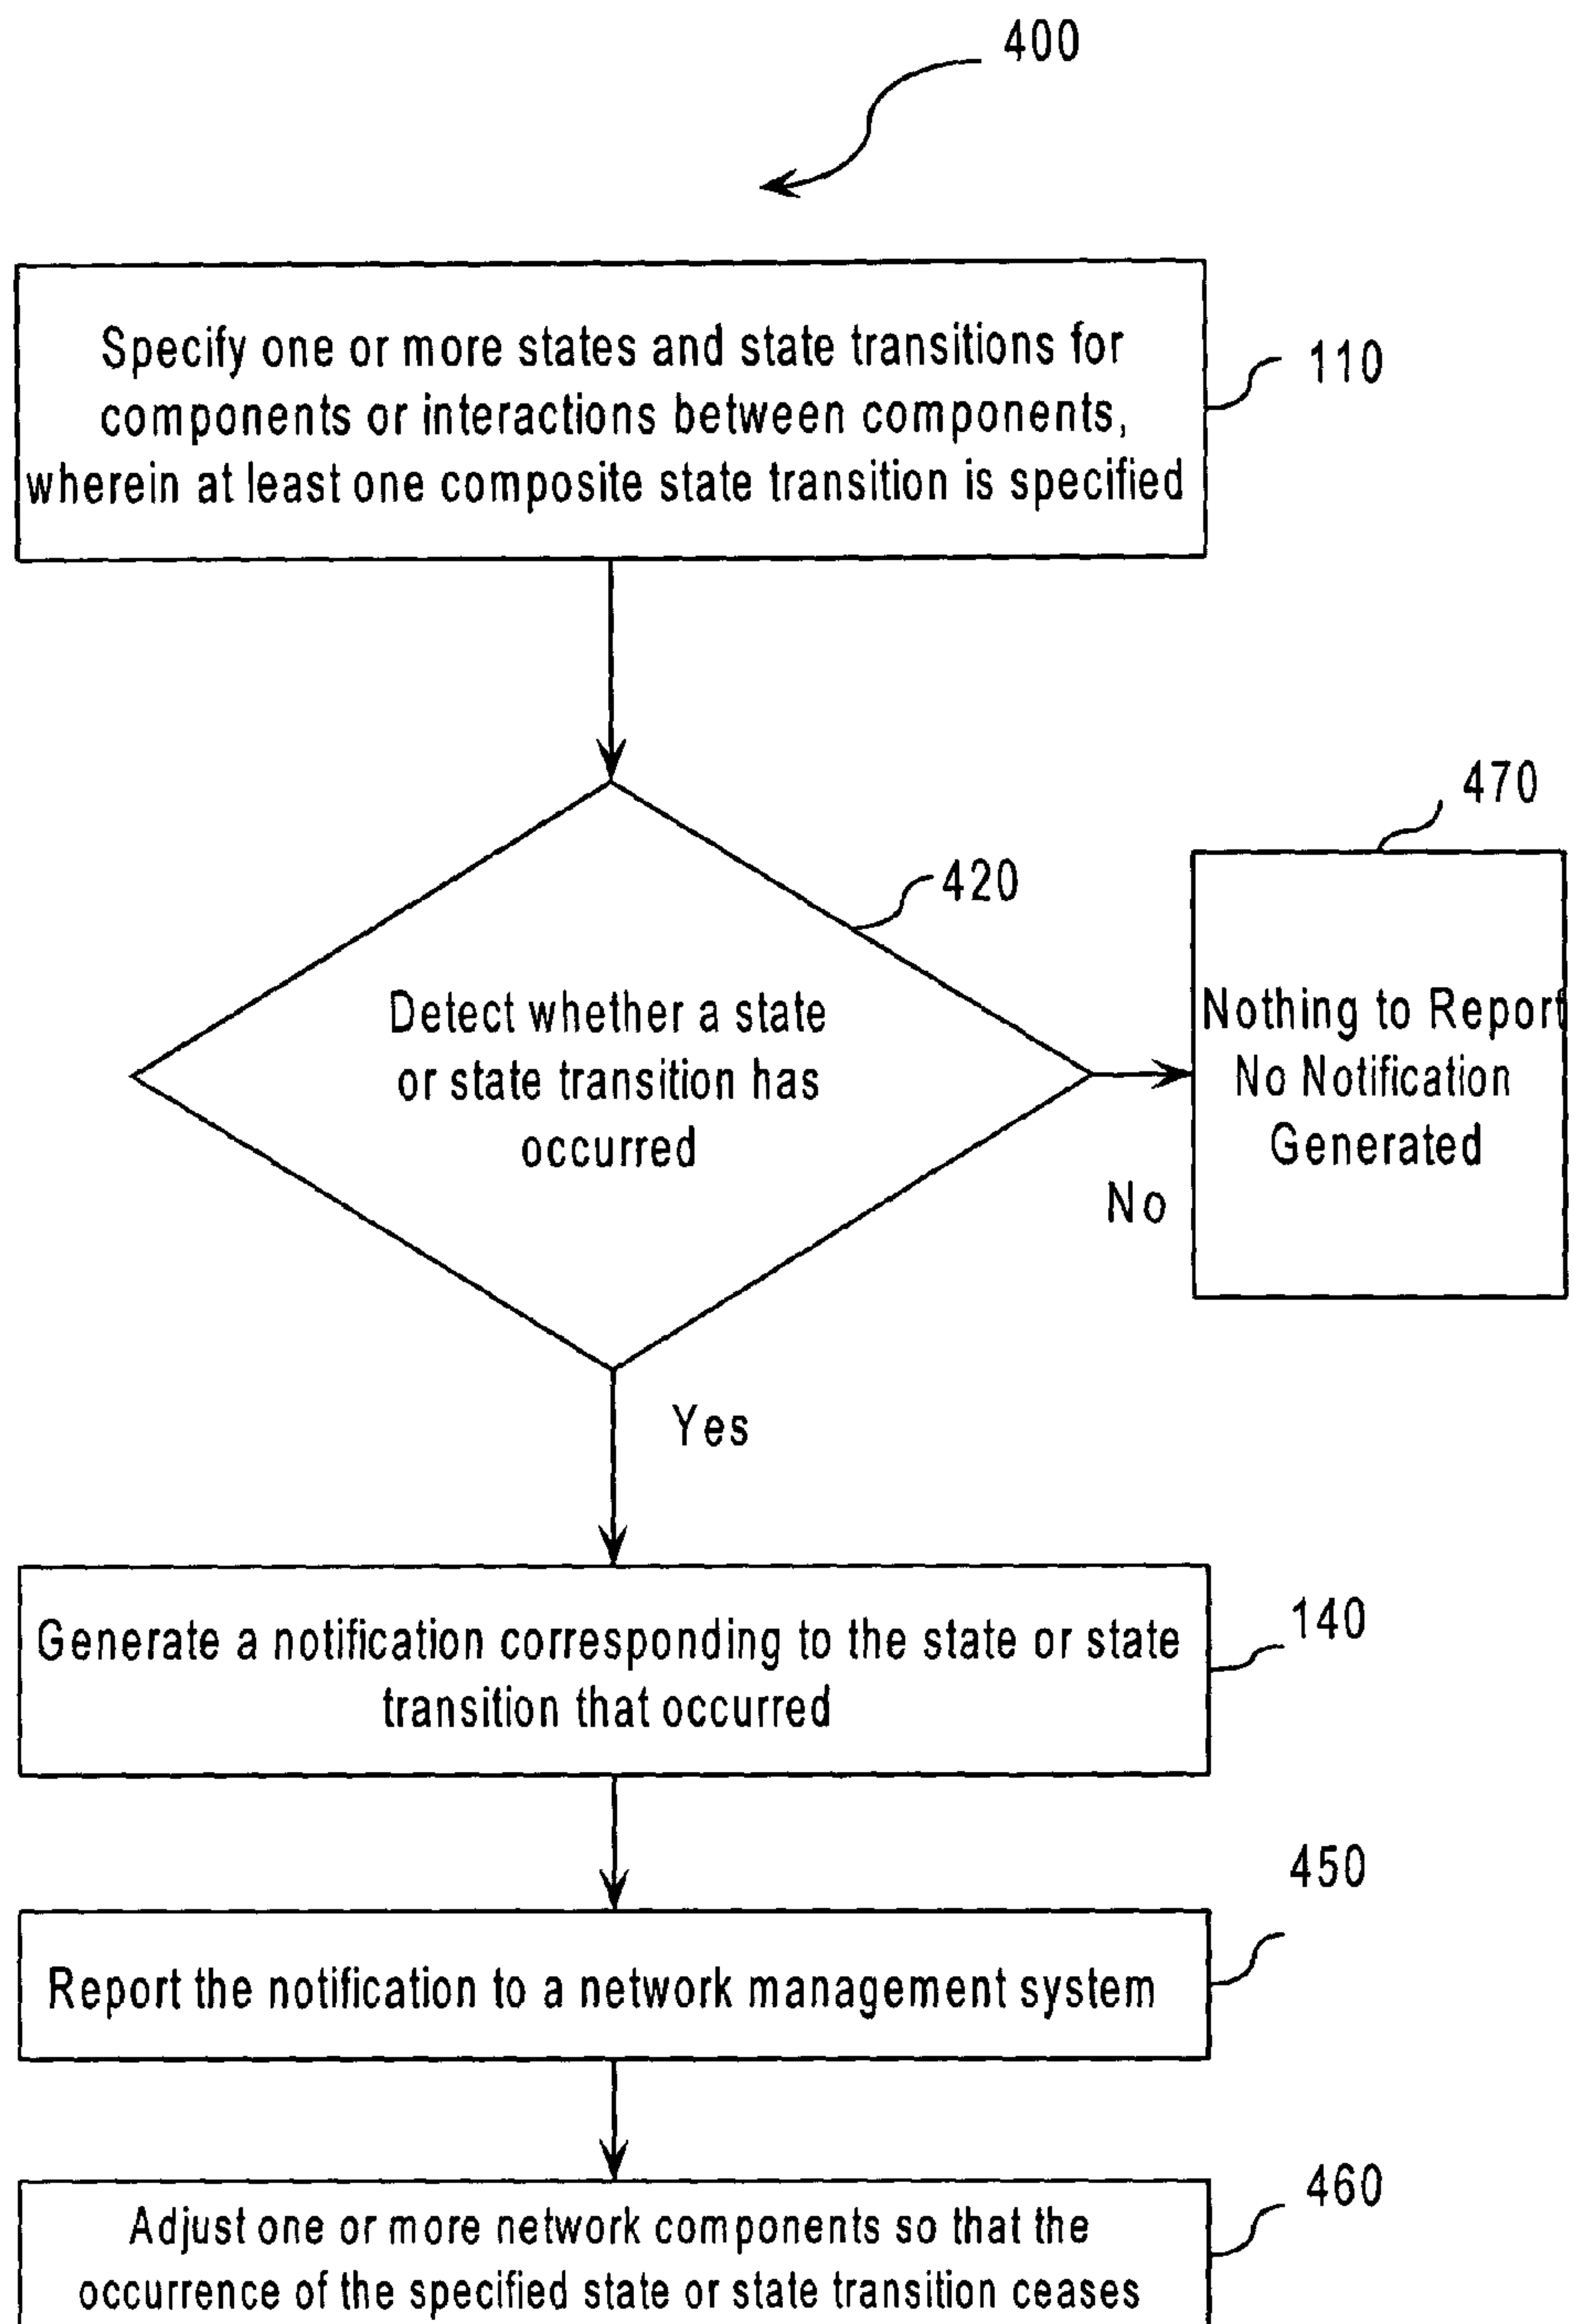 400
Specify one or more states and state transitions for
components or interactions between components,
wherein at least one composite state transition is specified
110
470
420
Detect whether a state
or state transition has
occurred
Nothing to Report
No Notification
Generated
No
Yes
Generate a notification corresponding to the state or state
transition that occurred
140
450
Report the notification to a network management system
460
Adjust one or more network components so that the
occurrence of the specified state or state transition ceases